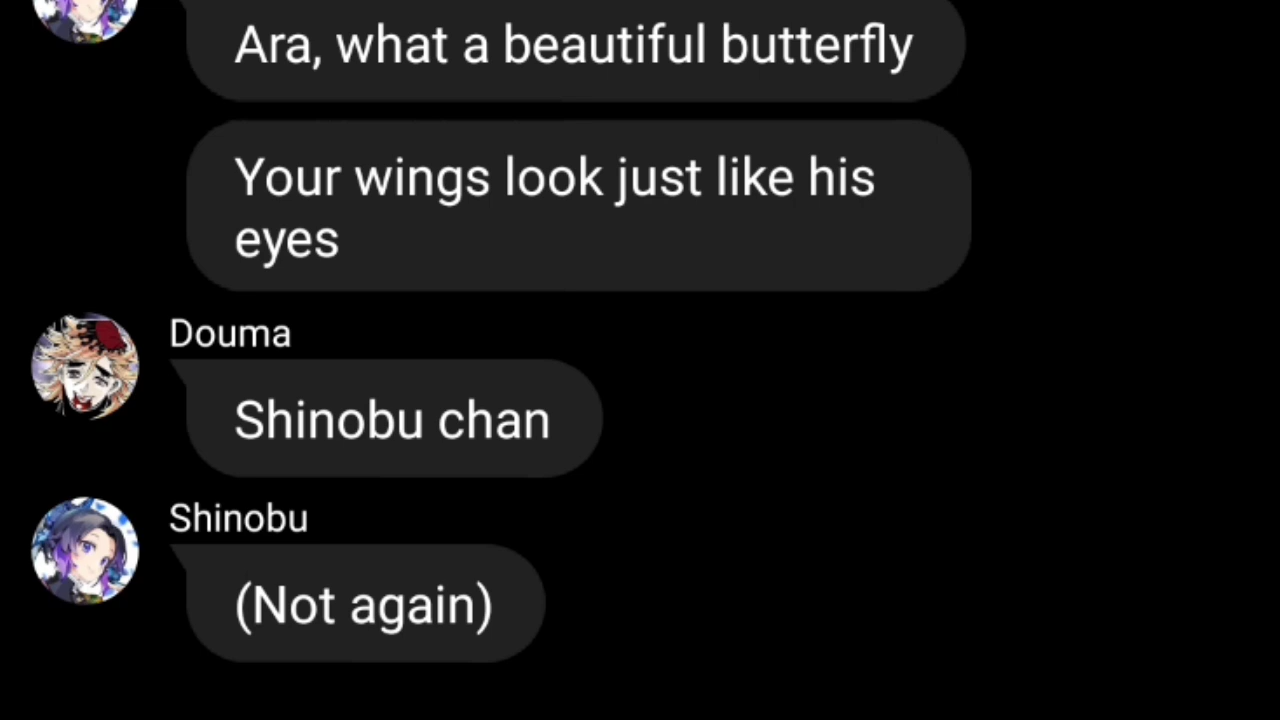 Ara, what a beautiful butterfly
Your wings look just like his
eyes
Douma
Shinobu chan
Shinobu
(Not again)